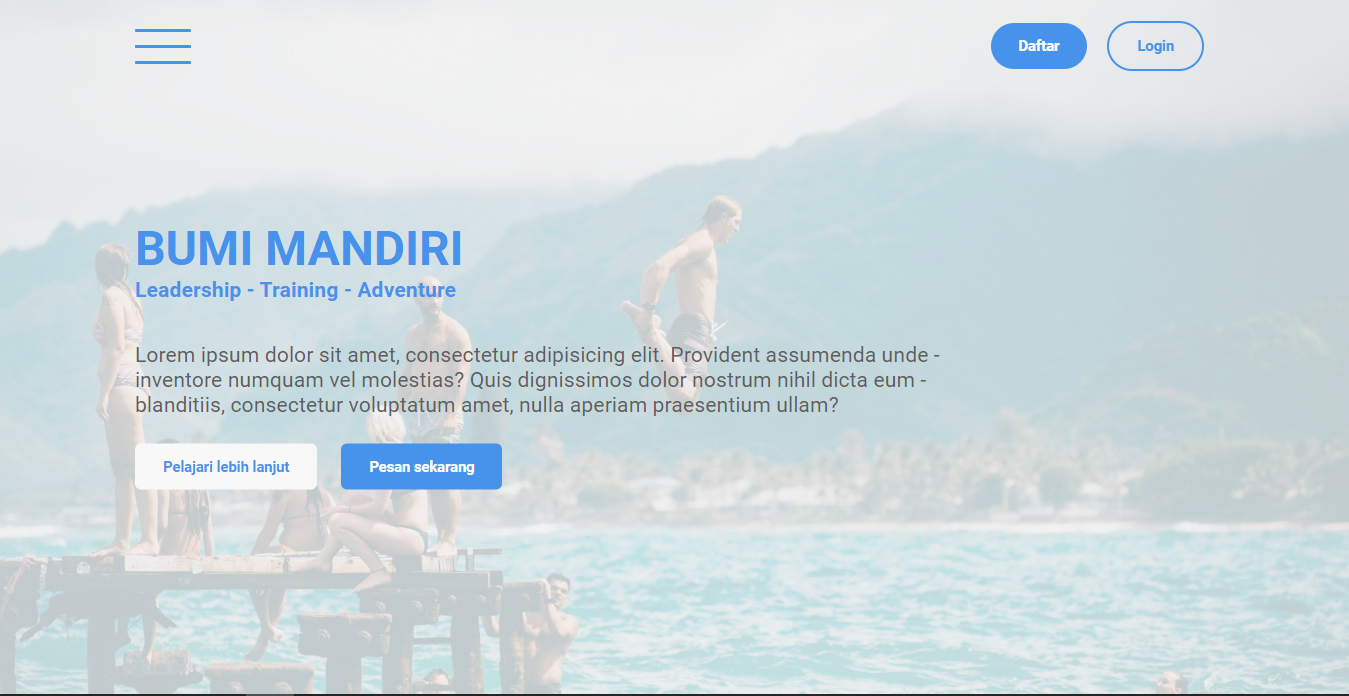 Daftar
Login
BUMI MANDIRI
Leadership - Training - Adventure
Lorem ipsum dolor sit amet, consectetur adipisicing elit. Provident assumenda unde -
inventore numquam vel molestias? Quis dignissimos dolor nostrum nihil dicta eum -
blanditiis, consectetur voluptatum amet, nulla aperiam praesentium ullam?
Pelajari lebih lanjut
Pesan sekarang